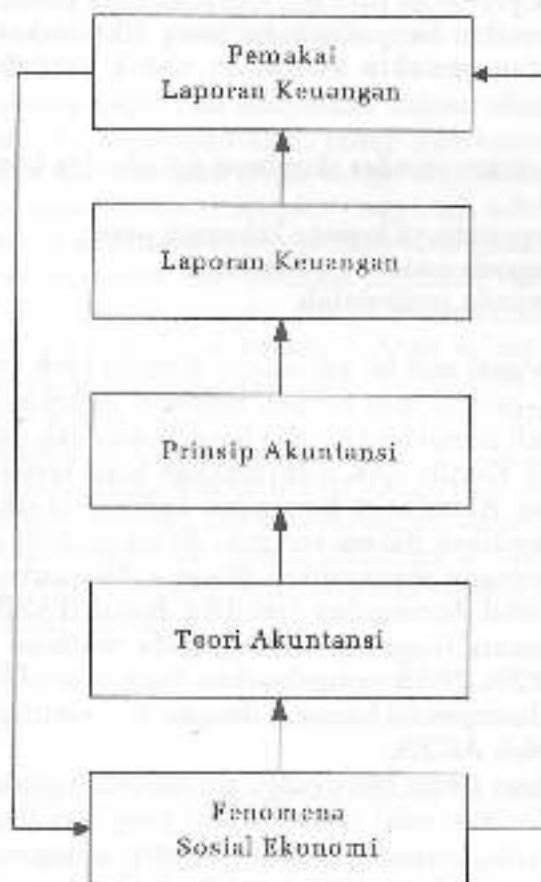 Pemakai
Laporan Keuangan
Laporan Keuangan
Prinsip Akuntansi
Teori Akuntansi
Fenomena
Sosial Ekonomi